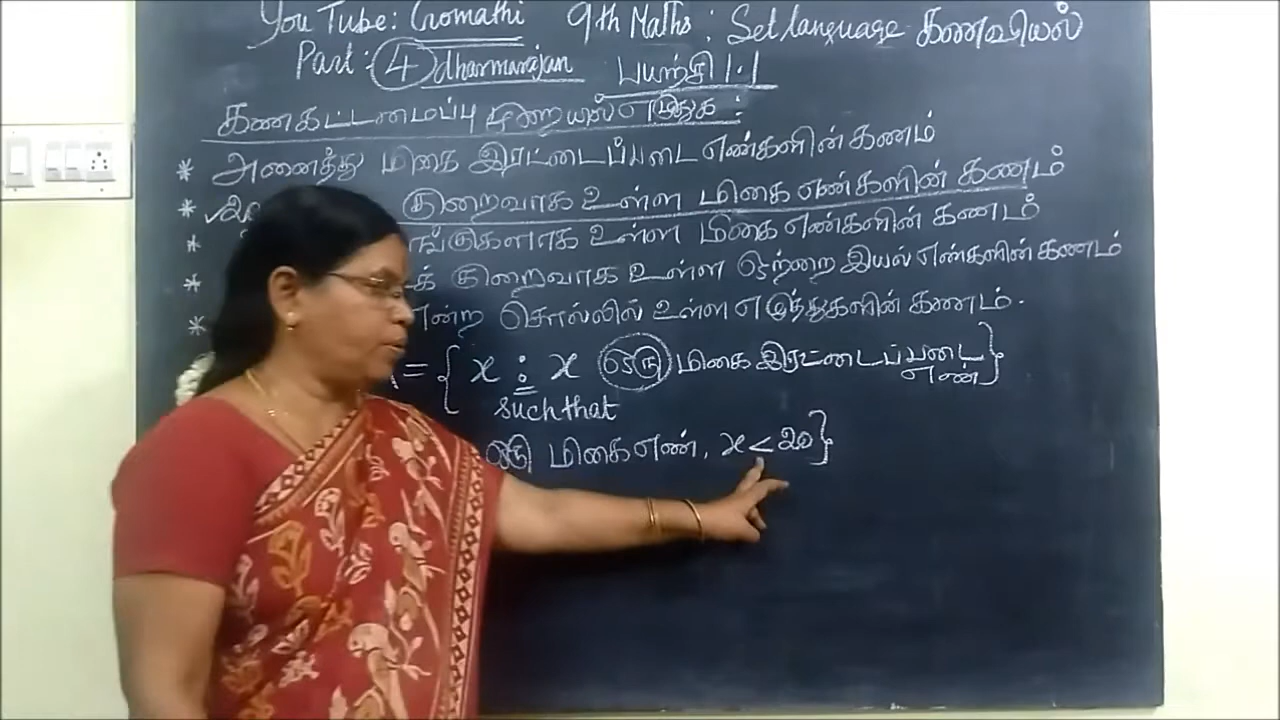 You Tube: Gomathi 9th Maths: Set language கணவியல்
Part: 4 dharmarajan பயிற்சி 1.1
கணகட்டமைப்பு முறையில் எழுதுக:
* அனைத்து மிகை இரட்டைப்படை எண்களின் கணம்
* ✓20 குறைவாக உள்ள மிகை எண்களின் கணம்
* உள்ள மிகை எண்களின் கணம்
* குறைவாக உள்ள ஒற்றை இயல் எண்களின் கணம்
* என்ற சொல்லில் உள்ள எழுத்துகளின் கணம்.
= { x : x ஒரு மிகை இரட்டைப்படை எண் }
such that
ஒரு மிகை எண், x < 20 }